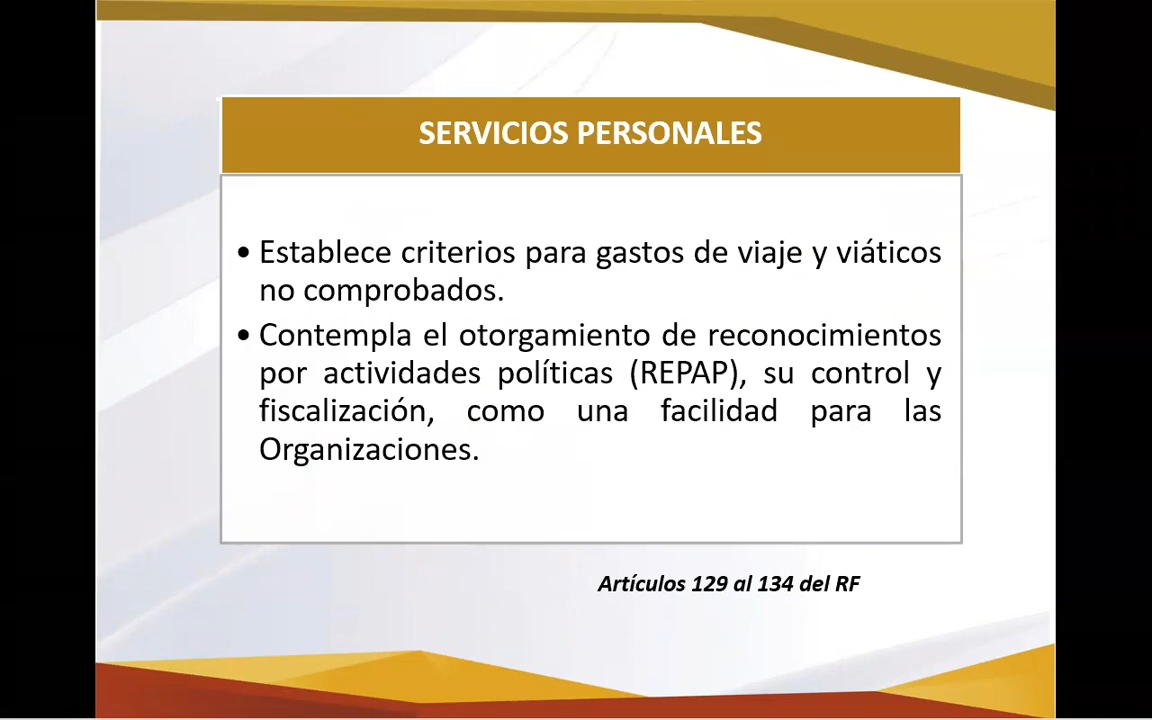 SERVICIOS PERSONALES
• Establece criterios para gastos de viaje y viáticos
no comprobados.
• Contempla el otorgamiento de reconocimientos
por actividades políticas (REPAP), su control y
fiscalización, como una facilidad para las
Organizaciones.
Artículos 129 al 134 del RF